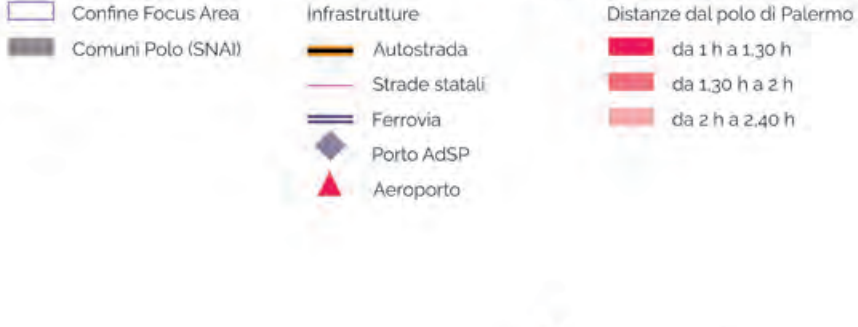 Confine Focus Area
Comuni Polo (SNAI)
Infrastrutture
Autostrada
Strade statali
Ferrovia
Porto AdSP
Aeroporto
Distanze dal polo di Palermo
da 1 h a 1,30 h
da 1,30 h a 2 h
da 2 h a 2,40 h